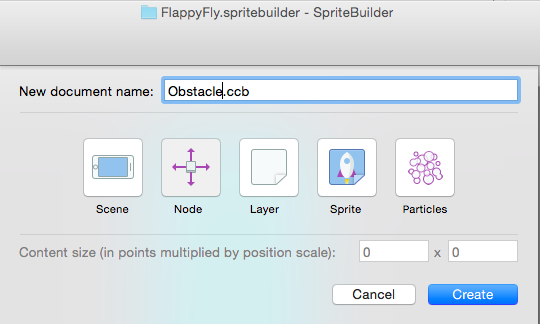 FlappyFly.spritebuilder - SpriteBuilder
New document name: Obstacle.ccb
Scene Node Layer Sprite Particles
Content size (in points multiplied by position scale): 0 x 0
Cancel Create